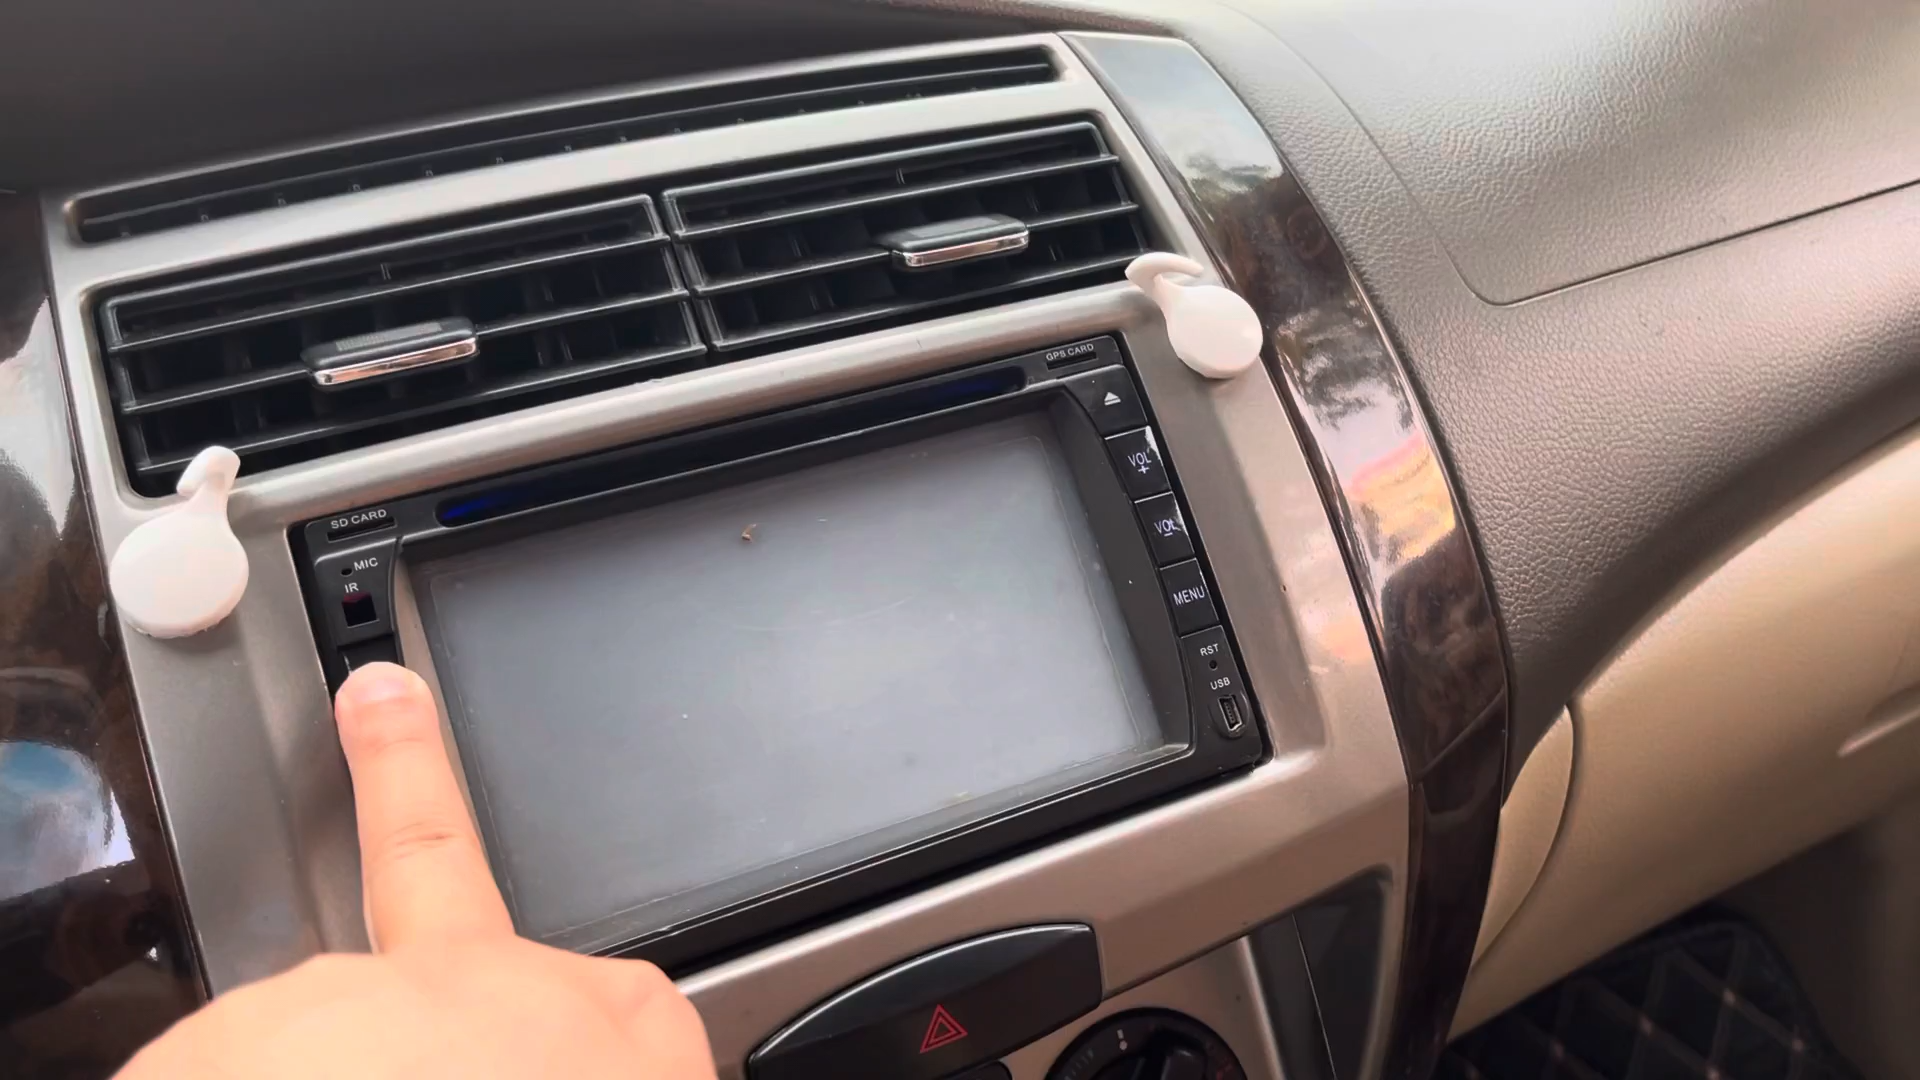 GPS CARD
SD CARD
MIC
IR
VOL
+
VOL
-
MENU
RST
USB